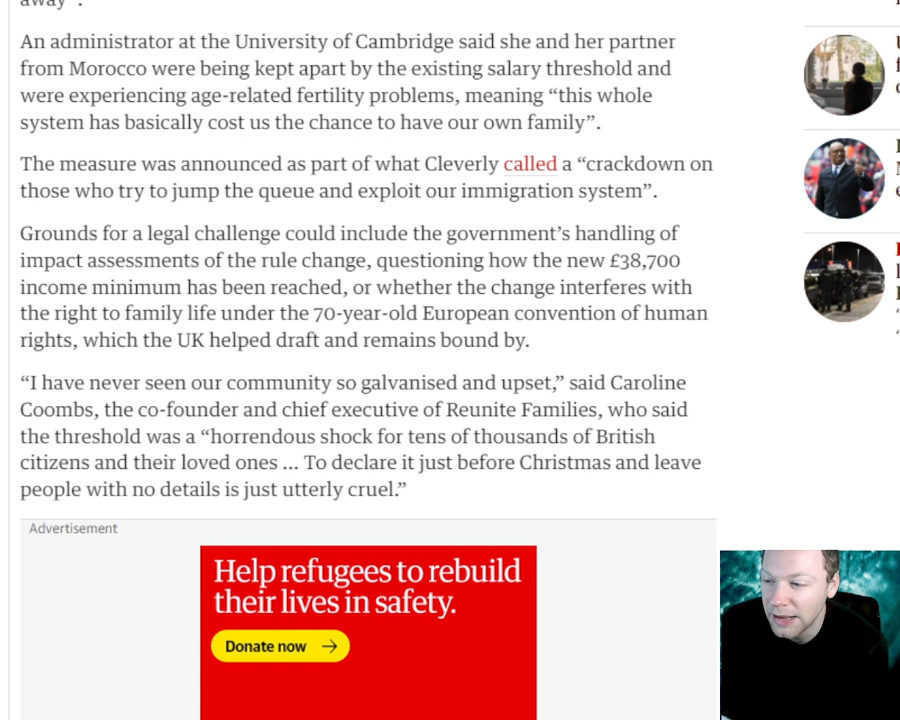 away”.
An administrator at the University of Cambridge said she and her partner
from Morocco were being kept apart by the existing salary threshold and
were experiencing age-related fertility problems, meaning “this whole
system has basically cost us the chance to have our own family”.
The measure was announced as part of what Cleverly called a “crackdown on
those who try to jump the queue and exploit our immigration system”.
Grounds for a legal challenge could include the government’s handling of
impact assessments of the rule change, questioning how the new £38,700
income minimum has been reached, or whether the change interferes with
the right to family life under the 70-year-old European convention of human
rights, which the UK helped draft and remains bound by.
“I have never seen our community so galvanised and upset,” said Caroline
Coombs, the co-founder and chief executive of Reunite Families, who said
the threshold was a “horrendous shock for tens of thousands of British
citizens and their loved ones ... To declare it just before Christmas and leave
people with no details is just utterly cruel.”
Advertisement
Help refugees to rebuild
their lives in safety.
Donate now